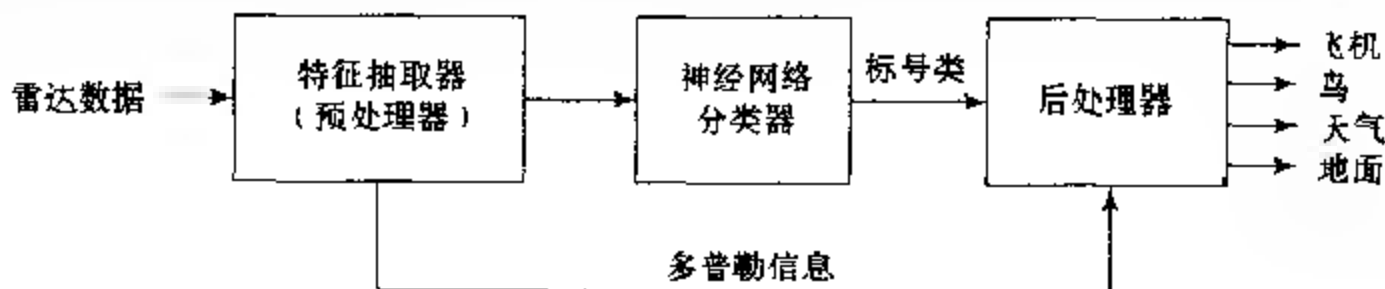 雷达数据
特征抽取器
(预处理器)
神经网络
分类器
标号类
后处理器
飞机
鸟
天气
地面
多普勒信息